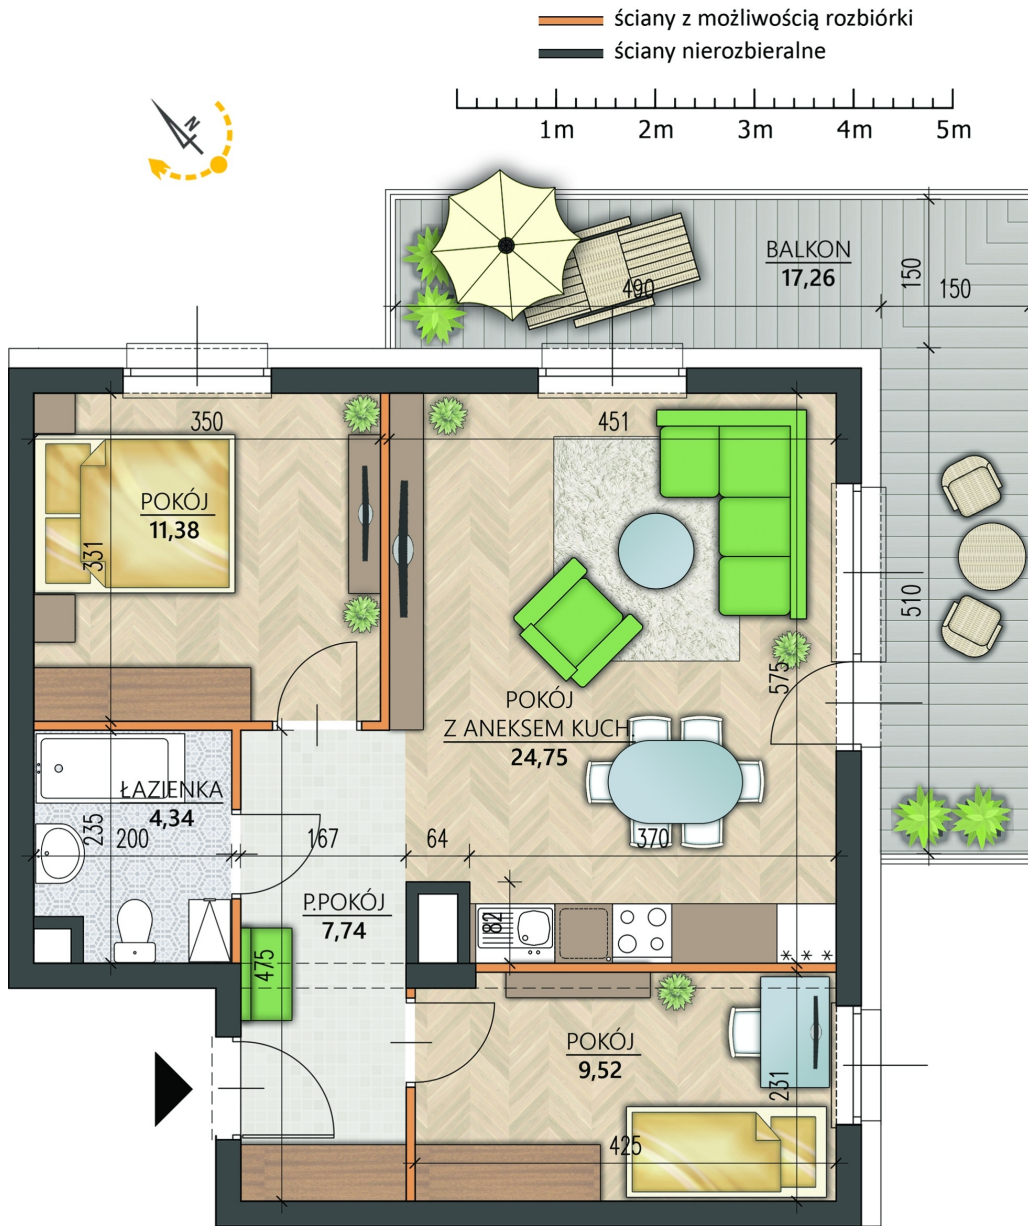 ściany z możliwością rozbiórki
ściany nierozbieralne
1m 2m 3m 4m 5m
N
BALKON
17,26
150
150
490
350
451
POKÓJ
11,38
331
510
575
POKÓJ
Z ANEKSEM KUCH.
24,75
ŁAZIENKA
4,34
235
200
167
64
370
P.POKÓJ
7,74
82
475
* * *
POKÓJ
9,52
231
425